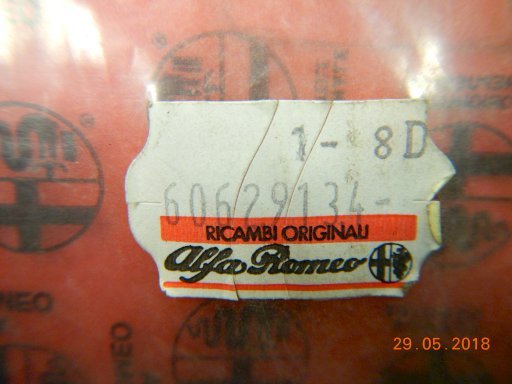 1- 8D
60629134-
RICAMBI ORIGINALI
Alfa Romeo
29.05.2018